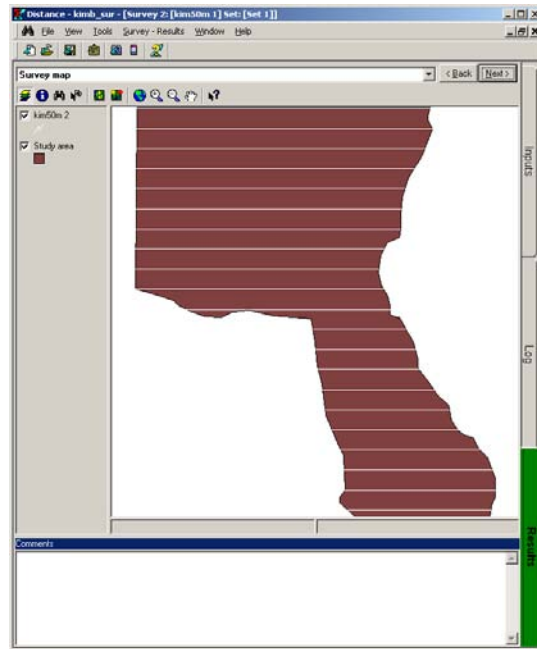 Distance - kimb_sur - [Survey 2: [kim50m 1] Set: [Set 1]]
File View Tools Survey - Results Window Help
Survey map
< Back Next >
kim50m 2
Study area
Inputs
Log
Results
Comments